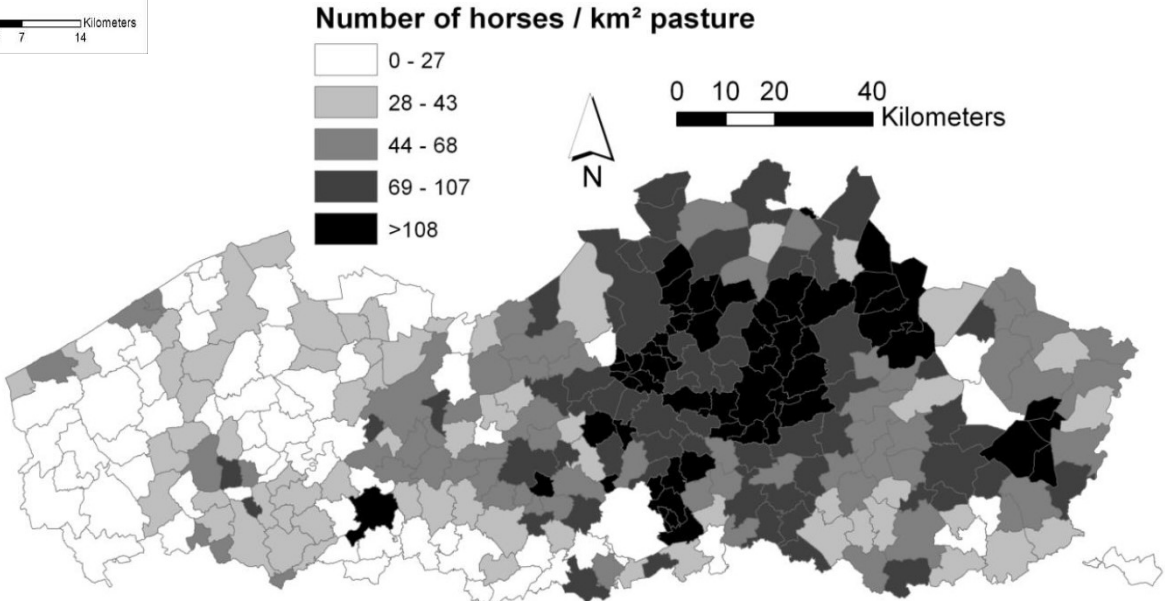 Kilometers
7 14
Number of horses / km² pasture
0 - 27
28 - 43
44 - 68
69 - 107
>108
0 10 20 40
Kilometers
N